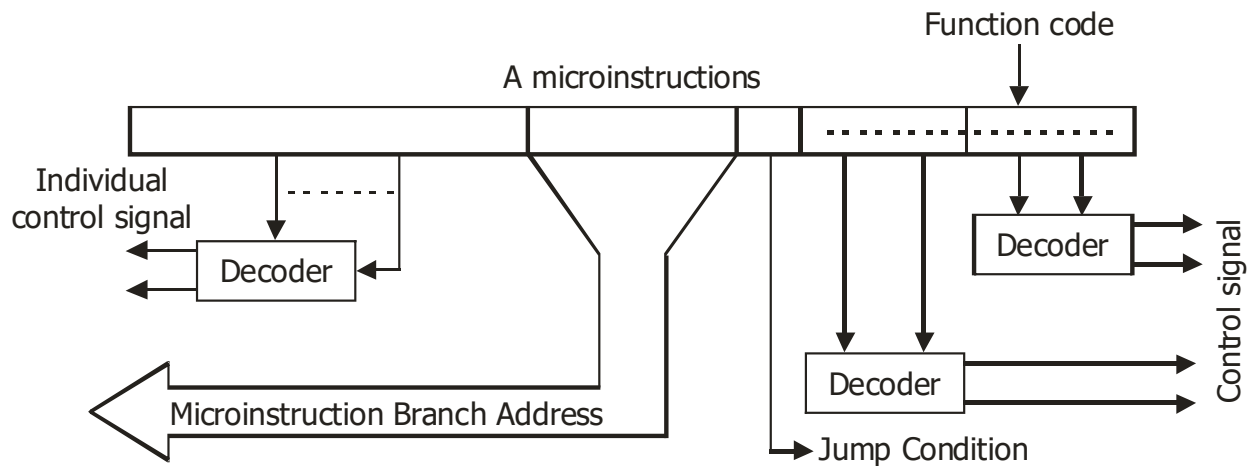 Function code
A microinstructions
Individual
control signal
Decoder
Decoder
Control signal
Decoder
Microinstruction Branch Address
Jump Condition